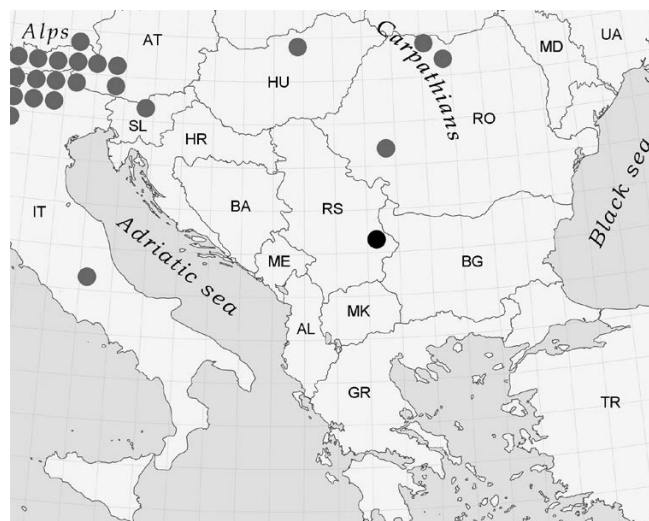 Alps
AT
Carpathians
MD
UA
HU
SL
HR
RO
IT
BA
RS
Black sea
Adriatic sea
ME
BG
MK
AL
GR
TR